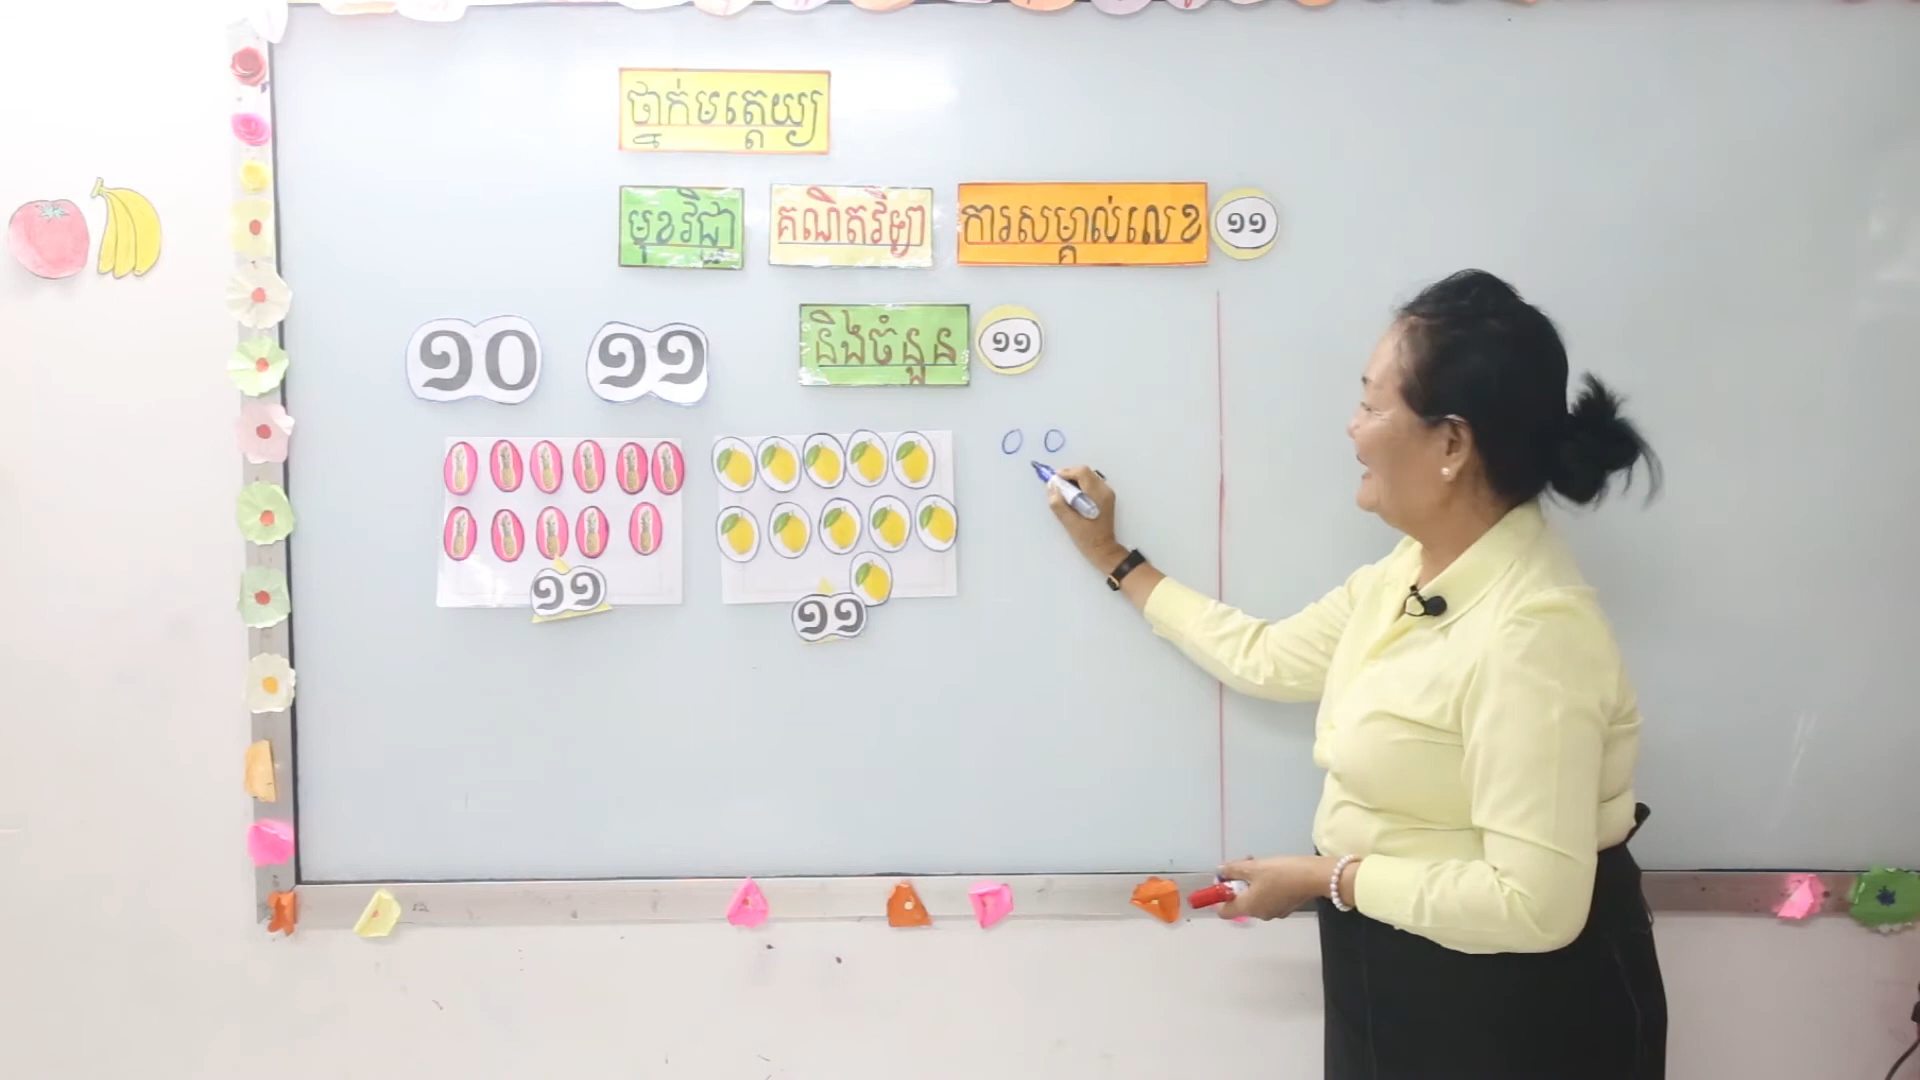 ថ្នាក់មត្តេយ្យ
មុខវិជ្ជា គណិតវិទ្យា ការសម្គាល់លេខ ១១
និងចំនួន ១១
១០ ១១
១១ ១១